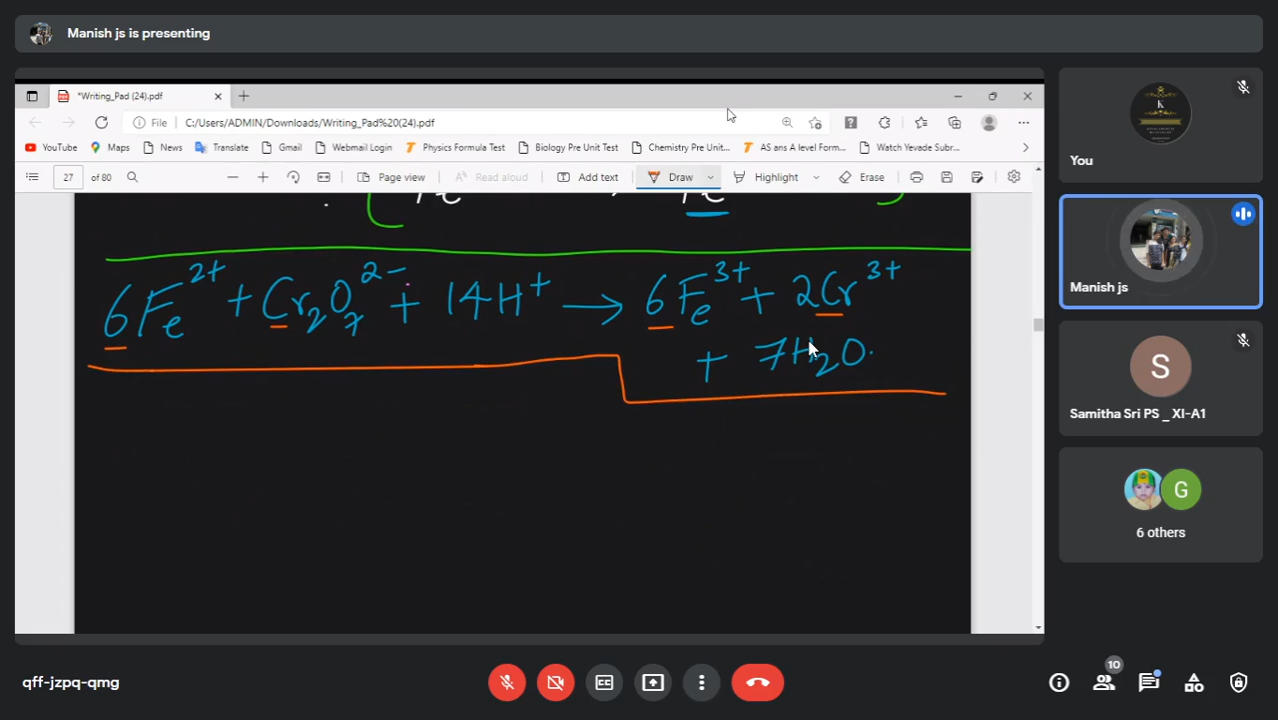 Manish js is presenting
*Writing_Pad (24).pdf
File C:/Users/ADMIN/Downloads/Writing_Pad%20(24).pdf
YouTube Maps News Translate Gmail Webmail Login Physics Formula Test Biology Pre Unit Test Chemistry Pre Unit... AS ans A level Form... Watch Yevade Subr...
27 of 80 Page view Read aloud Add text Draw Highlight Erase
Fe Fe
6Fe²⁺ + Cr₂O₇²⁻ + 14H⁺ → 6Fe³⁺ + 2Cr³⁺
+ 7H₂O.
K
You
Manish js
S
Samitha Sri PS _ XI-A1
G
6 others
qff-jzpq-qmg
10